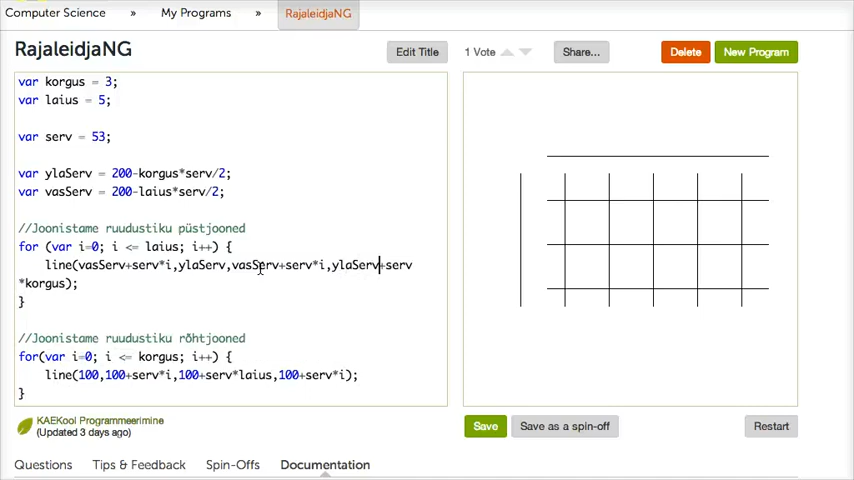 Computer Science » My Programs » RajaleidjaNG
RajaleidjaNG
Edit Title
1 Vote
Share...
Delete
New Program
var korgus = 3;
var laius = 5;
var serv = 53;
var ylaServ = 200-korgus*serv/2;
var vasServ = 200-laius*serv/2;
//Joonistame ruudustiku püstjooned
for (var i=0; i <= laius; i++) {
line(vasServ+serv*i,ylaServ,vasServ+serv*i,ylaServ+serv
*korgus);
}
//Joonistame ruudustiku rõhtjooned
for(var i=0; i <= korgus; i++) {
line(100,100+serv*i,100+serv*laius,100+serv*i);
}
KAEKool Programmeerimine
(Updated 3 days ago)
Save
Save as a spin-off
Restart
Questions Tips & Feedback Spin-Offs Documentation